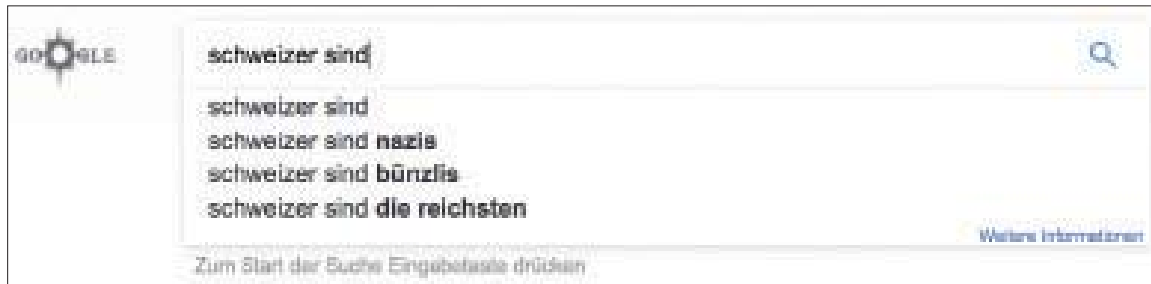 GOOGLE
schweizer sind
schweizer sind
schweizer sind nazis
schweizer sind bünzlis
schweizer sind die reichsten
Weitere Informationen
Zum Start der Suche Eingabetaste drücken